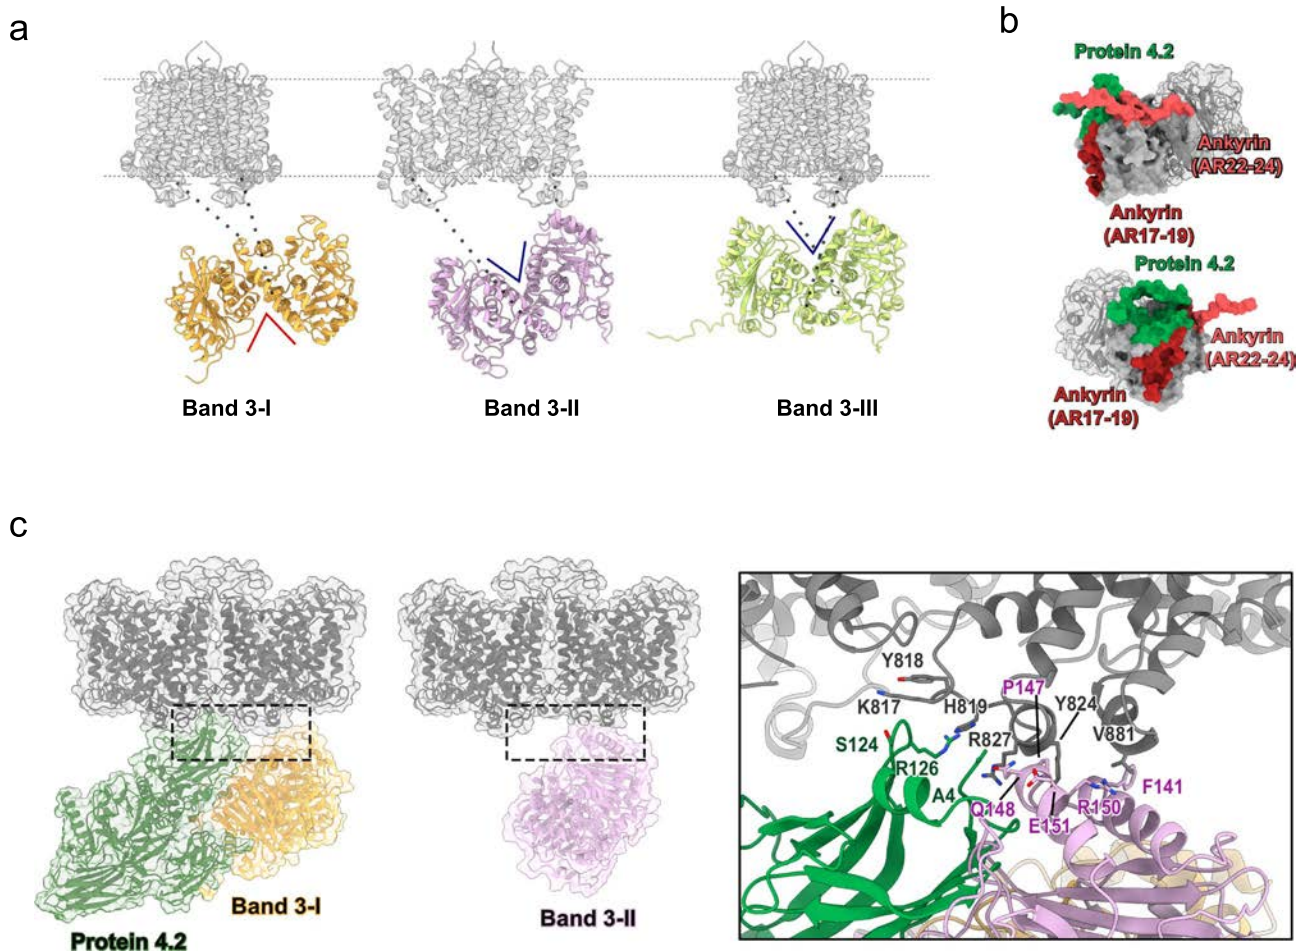 a
Band 3-I
Band 3-II
Band 3-III
b
Protein 4.2
Ankyrin
(AR22-24)
Ankyrin
(AR17-19)
Protein 4.2
Ankyrin
(AR22-24)
Ankyrin
(AR17-19)
c
Protein 4.2
Band 3-I
Band 3-II
Y818
P147
K817
H819
Y824
S124
R827
V881
R126
A4
Q148
E151
R150
F141